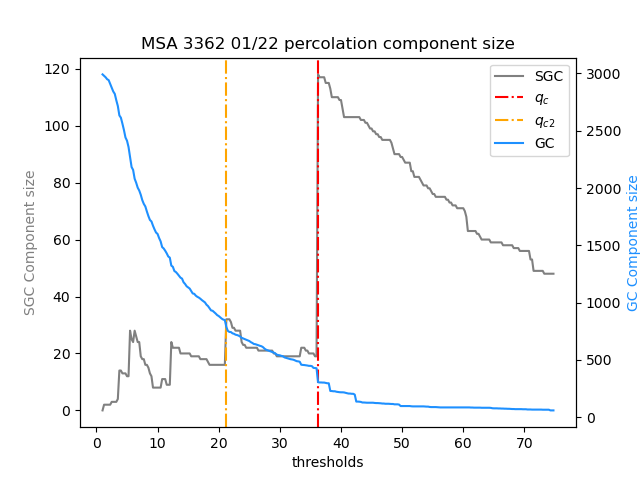 MSA 3362 01/22 percolation component size
SGC Component size
120
100
80
60
40
20
0
SGC
q_c
q_{c2}
GC
3000
2500
2000
1500
1000
500
0
GC Component size
0 10 20 30 40 50 60 70
thresholds